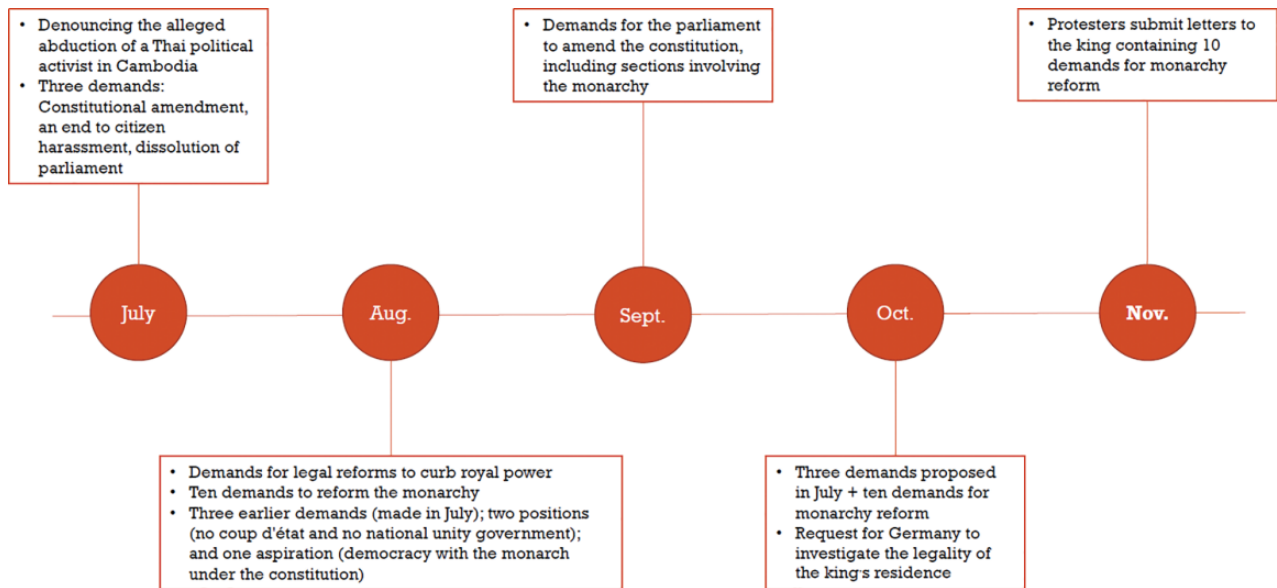 • Denouncing the alleged
abduction of a Thai political
activist in Cambodia
• Three demands:
Constitutional amendment,
an end to citizen
harassment, dissolution of
parliament
• Demands for the parliament
to amend the constitution,
including sections involving
the monarchy
• Protesters submit letters to
the king containing 10
demands for monarchy
reform
July
Aug.
Sept.
Oct.
Nov.
• Demands for legal reforms to curb royal power
• Ten demands to reform the monarchy
• Three earlier demands (made in July); two positions
(no coup d'état and no national unity government);
and one aspiration (democracy with the monarch
under the constitution)
• Three demands proposed
in July + ten demands for
monarchy reform
• Request for Germany to
investigate the legality of
the king's residence